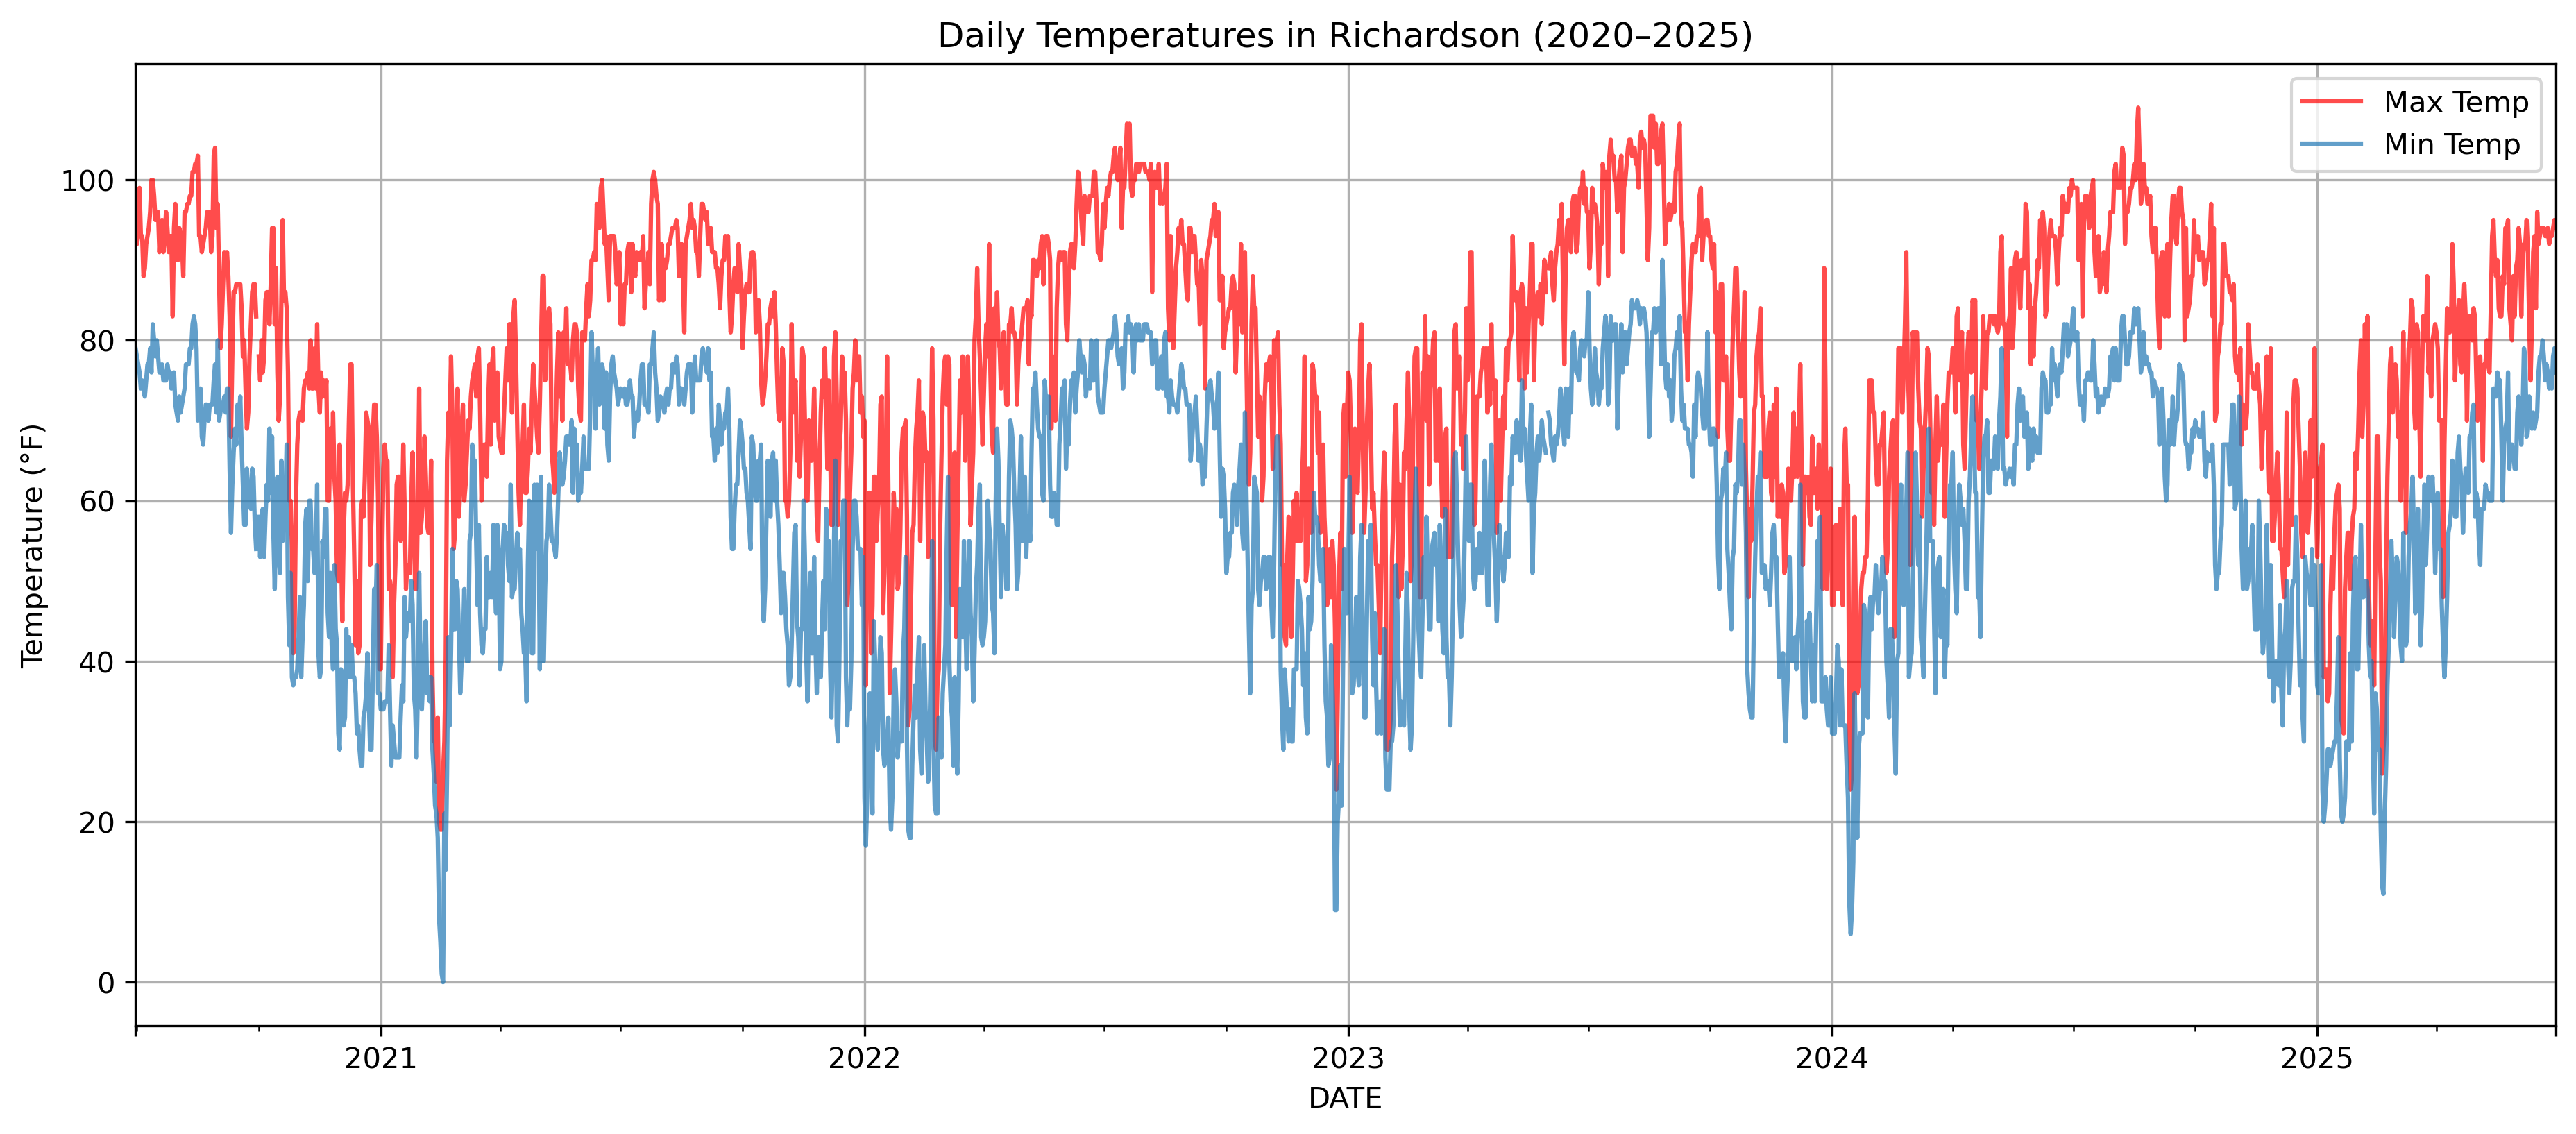 Daily Temperatures in Richardson (2020–2025)
Max Temp
Min Temp
Temperature (°F)
100
80
60
40
20
0
2021
2022
2023
2024
2025
DATE